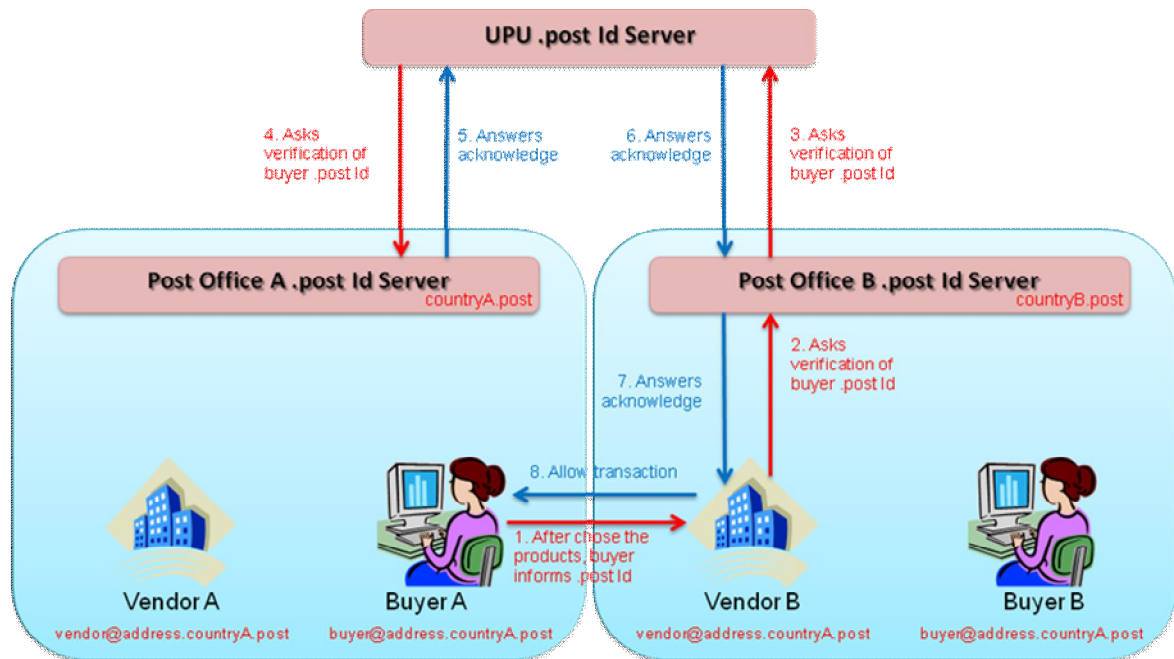 UPU .post Id Server
4. Asks
verification of
buyer .post Id
5. Answers
acknowledge
6. Answers
acknowledge
3. Asks
verification of
buyer .post Id
Post Office A .post Id Server
countryA.post
Post Office B .post Id Server
countryB.post
2. Asks
verification of
buyer .post Id
7. Answers
acknowledge
8. Allow transaction
1. After chose the
products, buyer
informs .post Id
Vendor A
Buyer A
Vendor B
Buyer B
vendor@address.countryA.post
buyer@address.countryA.post
vendor@address.countryA.post
buyer@address.countryA.post